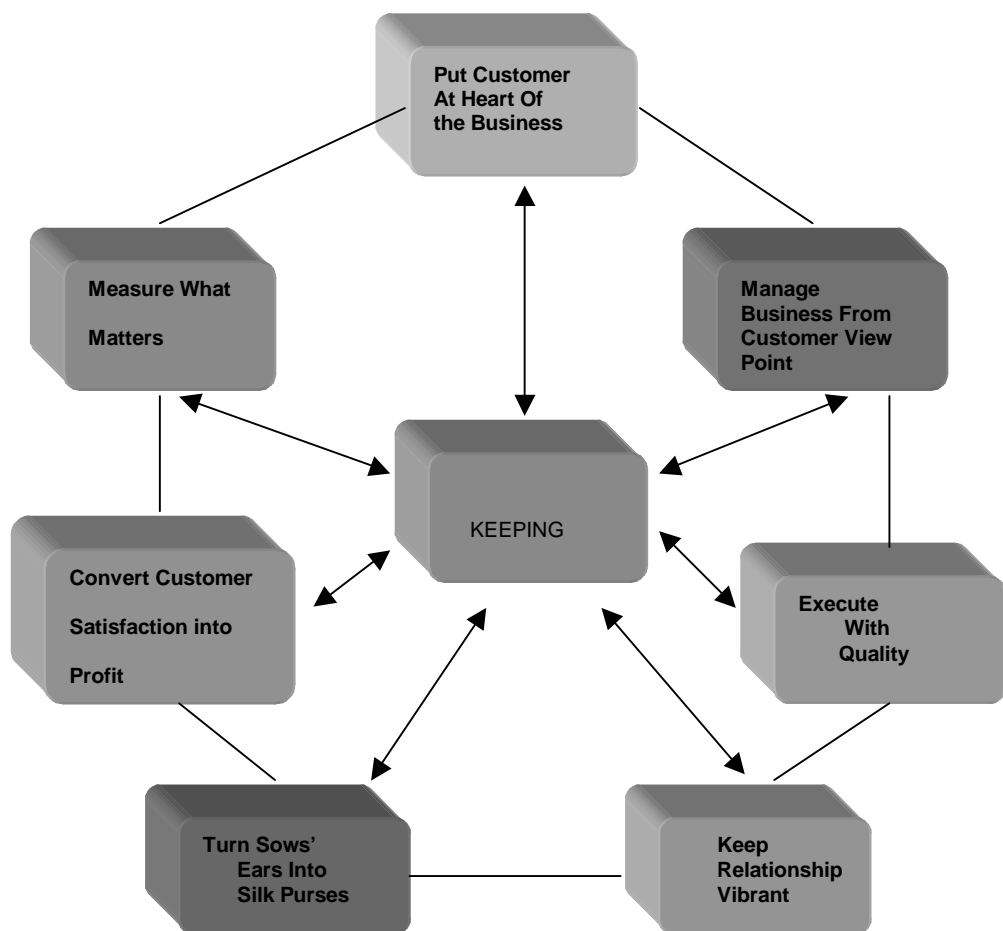 Put Customer
At Heart Of
the Business
Measure What
Matters
Manage
Business From
Customer View
Point
KEEPING
Convert Customer
Satisfaction into
Profit
Execute
With
Quality
Turn Sows’
Ears Into
Silk Purses
Keep
Relationship
Vibrant